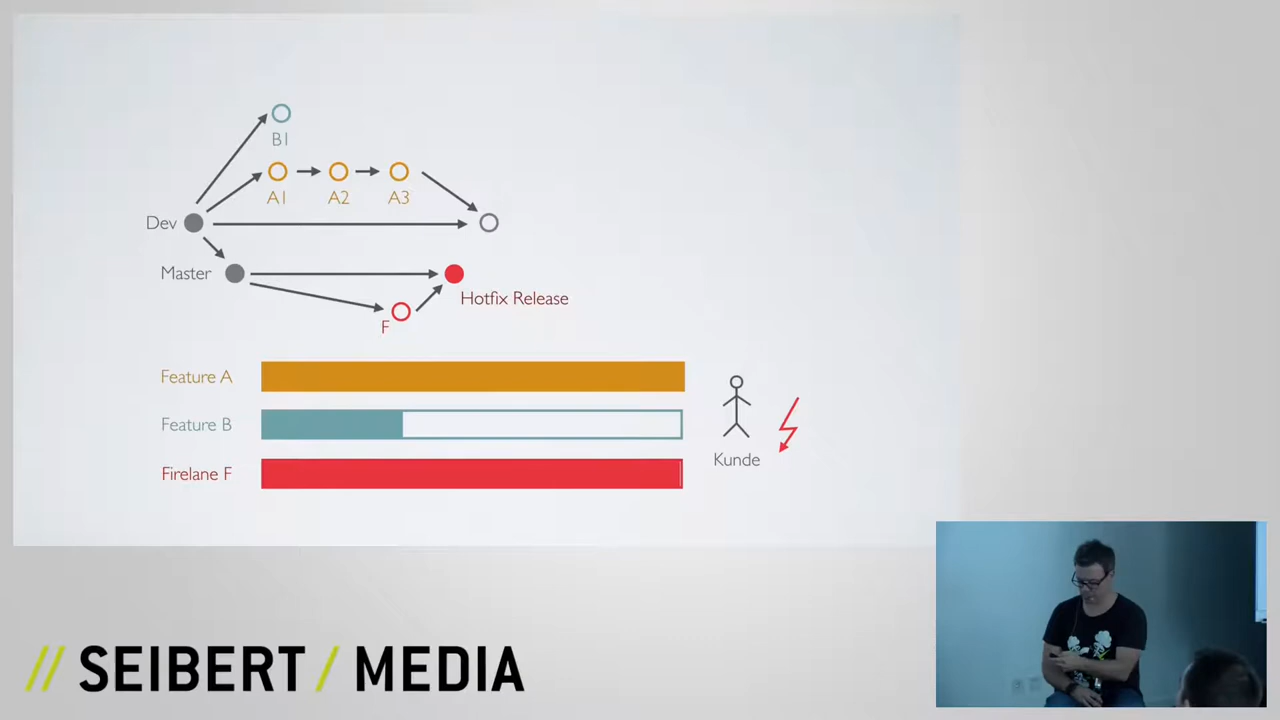 B1
A1 A2 A3
Dev
Master
Hotfix Release
F
Feature A
Feature B
Firelane F
Kunde
// SEIBERT / MEDIA